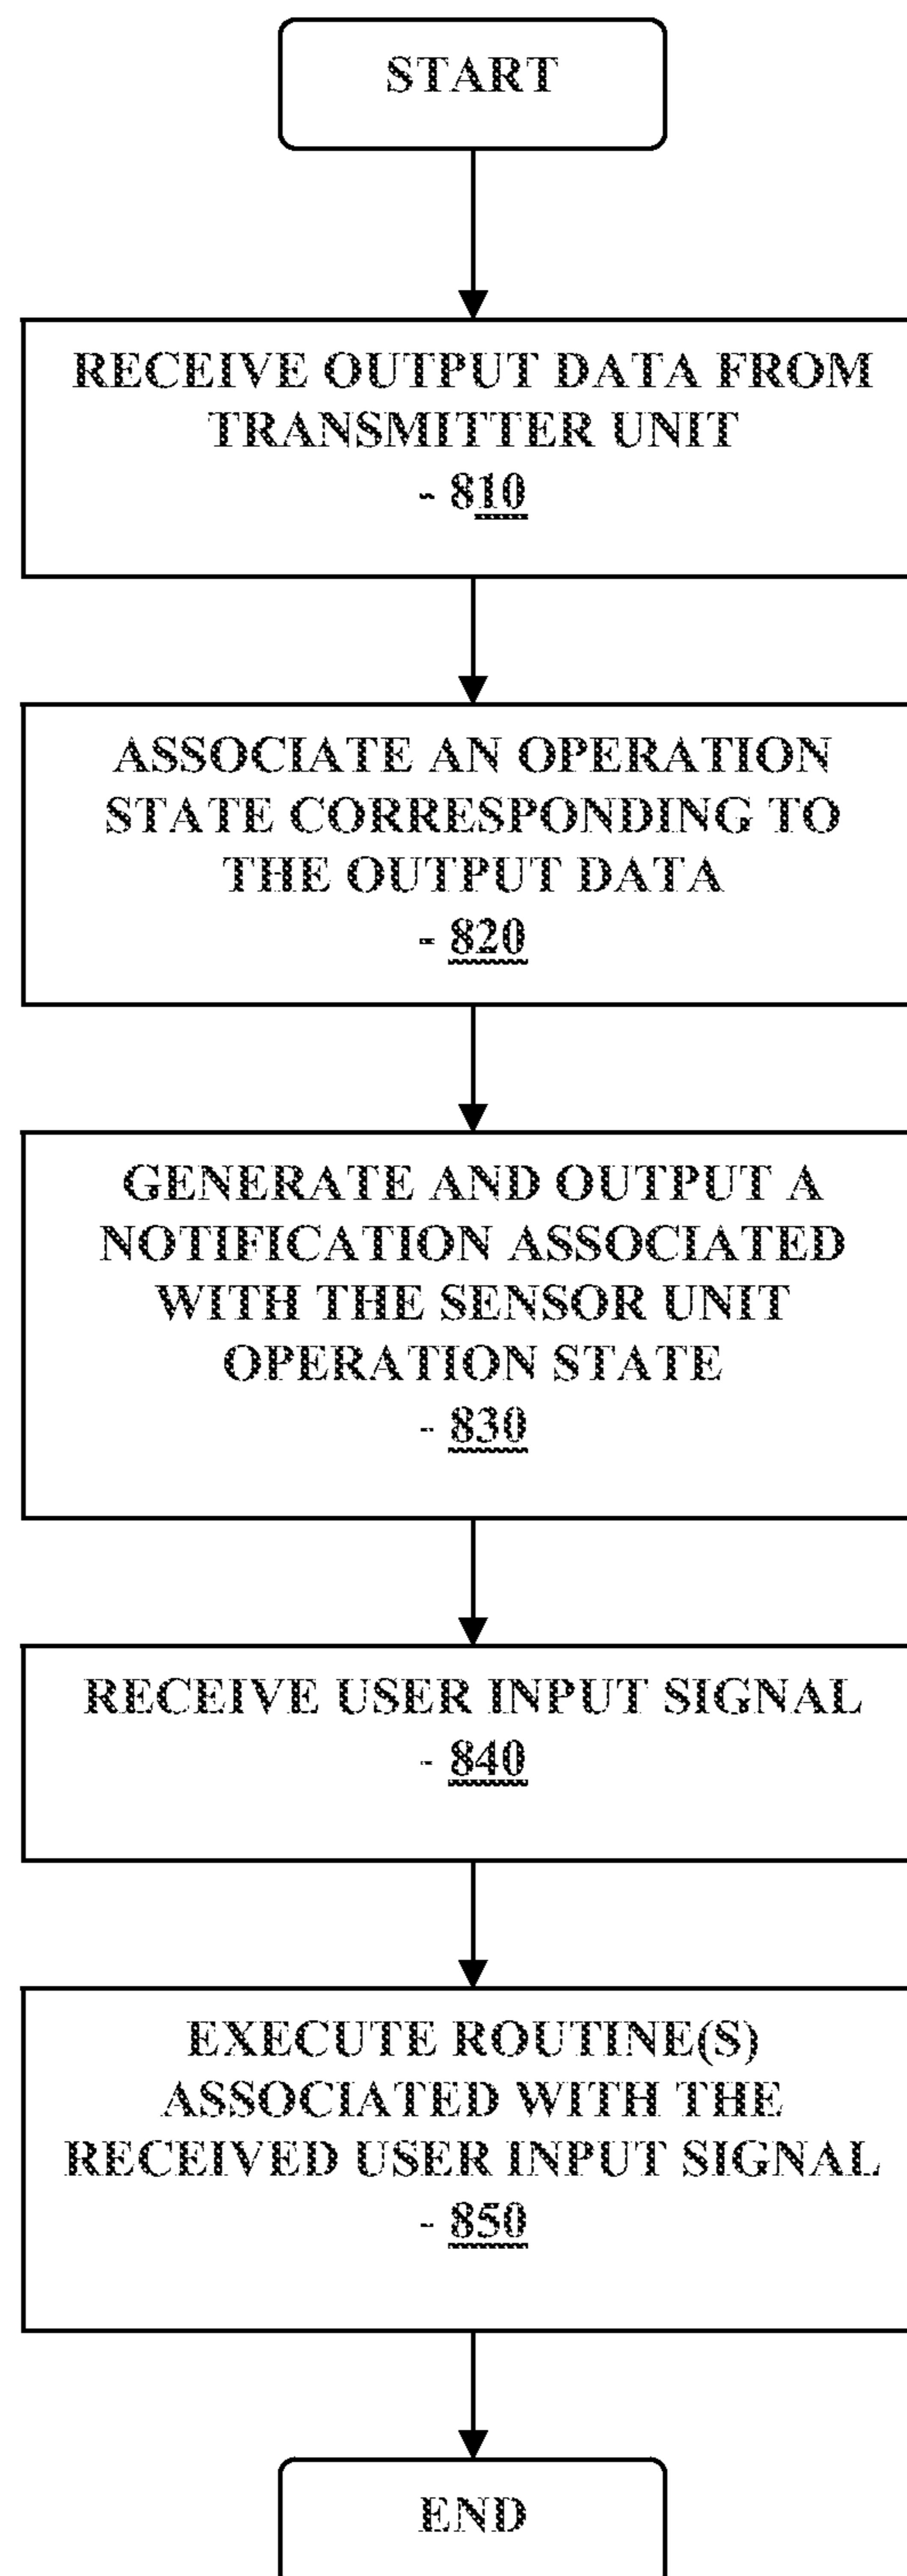 START
RECEIVE OUTPUT DATA FROM
TRANSMITTER UNIT
- 810
ASSOCIATE AN OPERATION
STATE CORRESPONDING TO
THE OUTPUT DATA
- 820
GENERATE AND OUTPUT A
NOTIFICATION ASSOCIATED
WITH THE SENSOR UNIT
OPERATION STATE
- 830
RECEIVE USER INPUT SIGNAL
- 840
EXECUTE ROUTINE(S)
ASSOCIATED WITH THE
RECEIVED USER INPUT SIGNAL
- 850
END